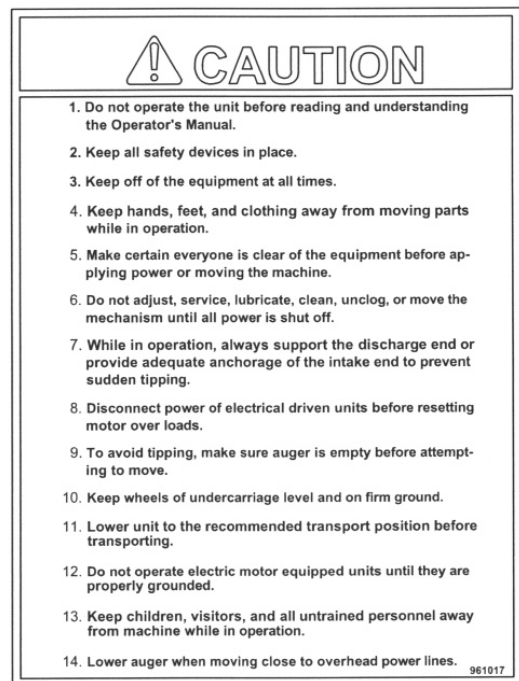 CAUTION
1. Do not operate the unit before reading and understanding
the Operator's Manual.
2. Keep all safety devices in place.
3. Keep off of the equipment at all times.
4. Keep hands, feet, and clothing away from moving parts
while in operation.
5. Make certain everyone is clear of the equipment before ap-
plying power or moving the machine.
6. Do not adjust, service, lubricate, clean, unclog, or move the
mechanism until all power is shut off.
7. While in operation, always support the discharge end or
provide adequate anchorage of the intake end to prevent
sudden tipping.
8. Disconnect power of electrical driven units before resetting
motor over loads.
9. To avoid tipping, make sure auger is empty before attempt-
ing to move.
10. Keep wheels of undercarriage level and on firm ground.
11. Lower unit to the recommended transport position before
transporting.
12. Do not operate electric motor equipped units until they are
properly grounded.
13. Keep children, visitors, and all untrained personnel away
from machine while in operation.
14. Lower auger when moving close to overhead power lines.
961017